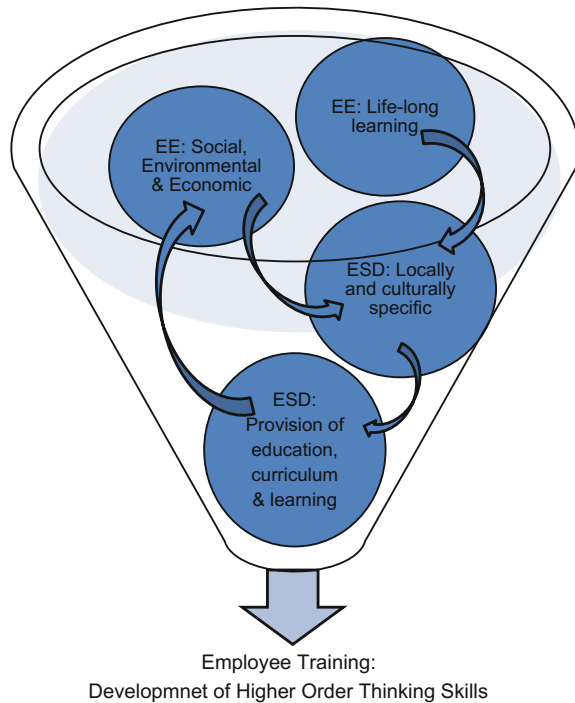 EE: Life-long
learning
EE: Social,
Environmental
& Economic
ESD: Locally
and culturally
specific
ESD:
Provision of
education,
curriculum
& learning
Employee Training:
Developmnet of Higher Order Thinking Skills